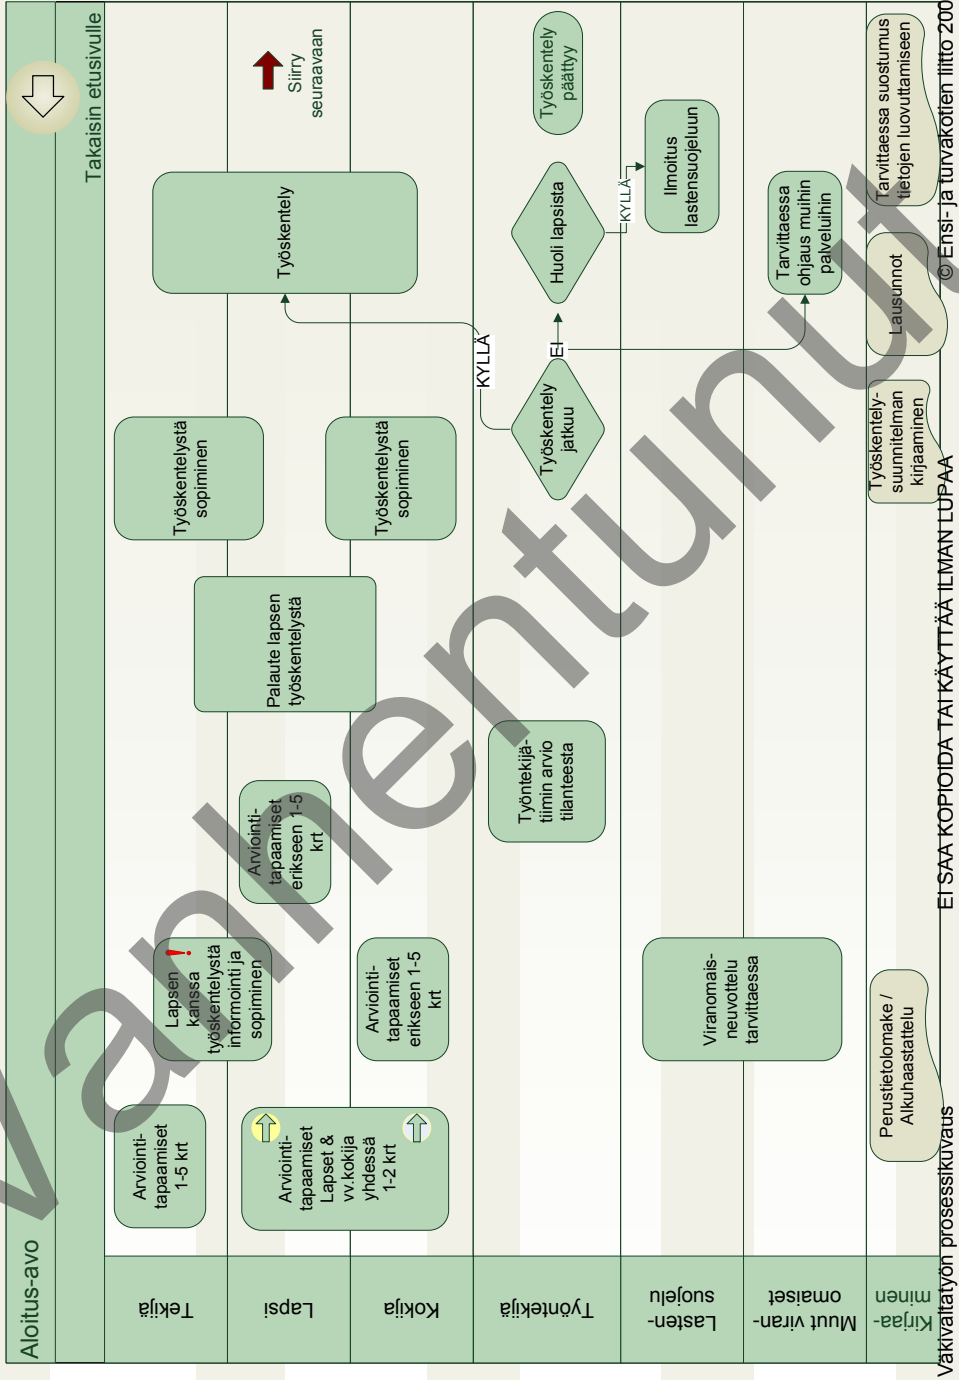 Aloitus-avo
Takaisin etusivulle
Tekijä
Lapsi
Kokija
Työntekijä
Lasten-
suojelu
Muut viran-
omaiset
Kirjaa-
minen
Arviointi-
tapaamiset
1-5 krt
Arviointi-
tapaamiset
Lapset &
vv.kokija
yhdessä
1-2 krt
Lapsen
kanssa
työskentelystä
informointi ja
sopiminen
!
Arviointi-
tapaamiset
erikseen 1-5
krt
Arviointi-
tapaamiset
erikseen 1-5
krt
Viranomais-
neuvottelu
tarvittaessa
Perustietolomake /
Alkuhaastattelu
Työntekijä-
tiimin arvio
tilanteesta
Palaute lapsen
työskentelystä
Työskentelystä
sopiminen
Työskentelystä
sopiminen
Työskentely
jatkuu
KYLLÄ
EI
Työskentely
Huoli lapsista
KYLLÄ
Ilmoitus
lastensuojeluun
Tarvittaessa
ohjaus muihin
palveluihin
Työskentely
päättyy
Siirry
seuraavaan
Työskentely-
suunnitelman
kirjaaminen
Lausunnot
Tarvittaessa suostumus
tietojen luovuttamiseen
Väkivaltatyön prosessikuvaus
EI SAA KOPIOIDA TAI KÄYTTÄÄ ILMAN LUPAA
© Ensi- ja turvakotien liitto 200
Vanhentunut